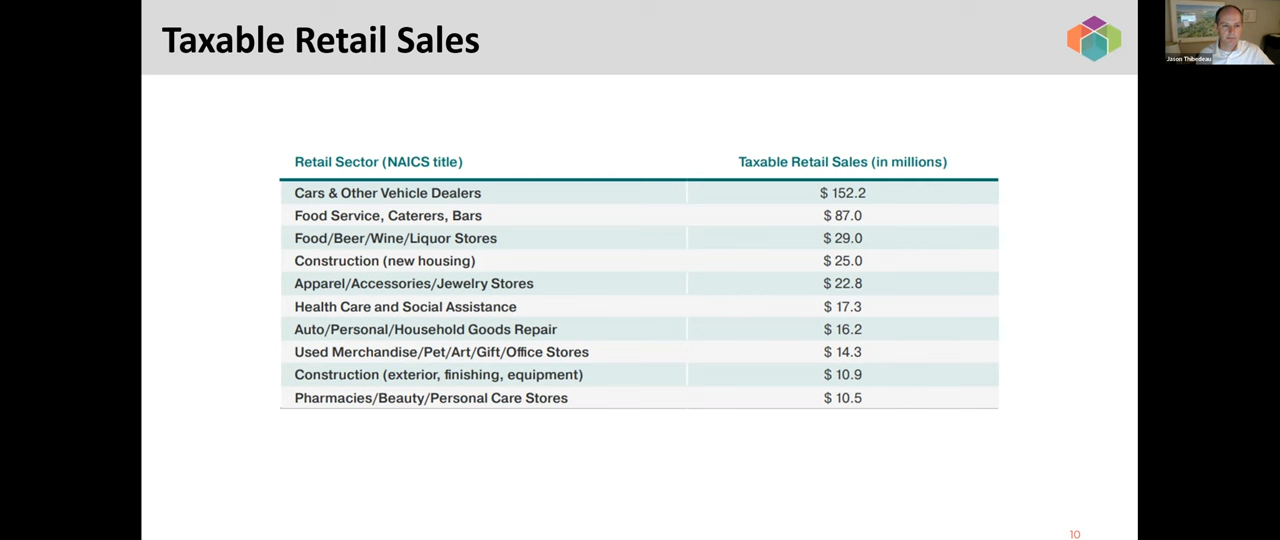 Taxable Retail Sales
Jason Thibedeau
Retail Sector (NAICS title) Taxable Retail Sales (in millions)
Cars & Other Vehicle Dealers $ 152.2
Food Service, Caterers, Bars $ 87.0
Food/Beer/Wine/Liquor Stores $ 29.0
Construction (new housing) $ 25.0
Apparel/Accessories/Jewelry Stores $ 22.8
Health Care and Social Assistance $ 17.3
Auto/Personal/Household Goods Repair $ 16.2
Used Merchandise/Pet/Art/Gift/Office Stores $ 14.3
Construction (exterior, finishing, equipment) $ 10.9
Pharmacies/Beauty/Personal Care Stores $ 10.5
10